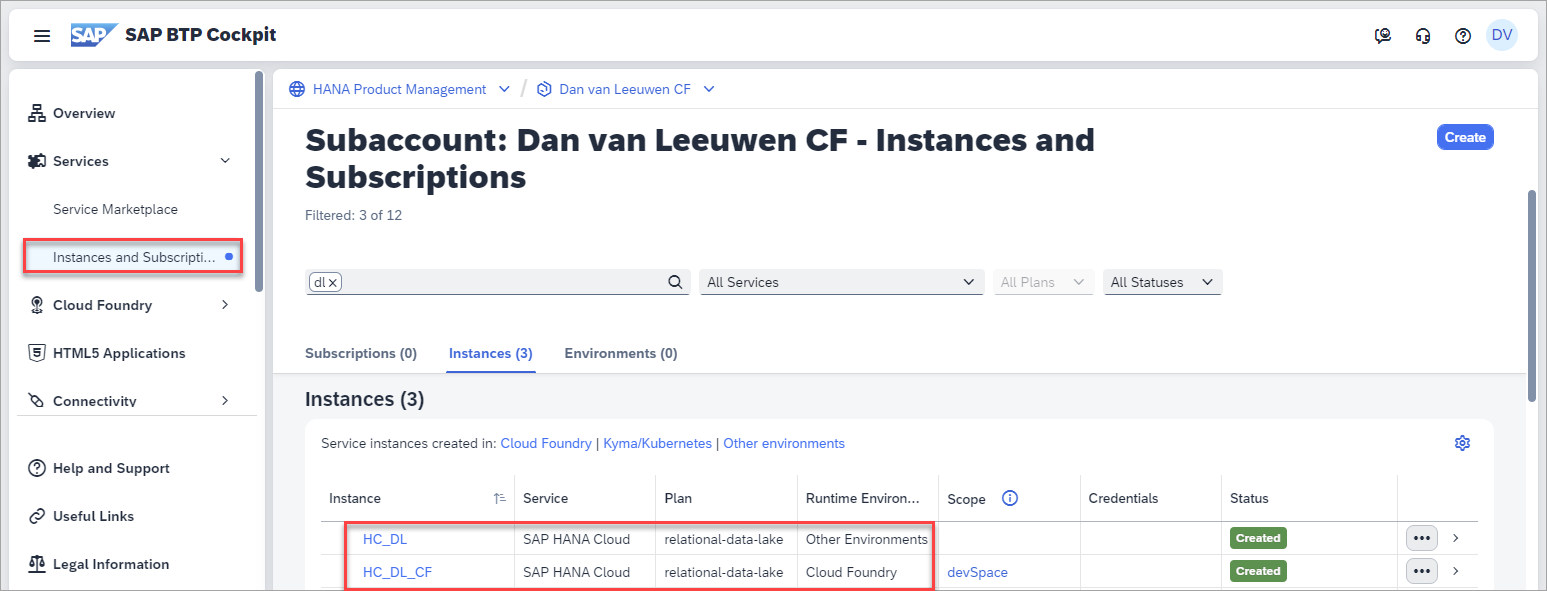 SAP SAP BTP Cockpit
DV
Overview
Services
Service Marketplace
Instances and Subscripti...
Cloud Foundry
HTML5 Applications
Connectivity
Help and Support
Useful Links
Legal Information
HANA Product Management / Dan van Leeuwen CF
Subaccount: Dan van Leeuwen CF - Instances and
Subscriptions
Create
Filtered: 3 of 12
dl
All Services
All Plans
All Statuses
Subscriptions (0)
Instances (3)
Environments (0)
Instances (3)
Service instances created in: Cloud Foundry | Kyma/Kubernetes | Other environments
Instance Service Plan Runtime Environ... Scope Credentials Status
HC_DL SAP HANA Cloud relational-data-lake Other Environments Created
HC_DL_CF SAP HANA Cloud relational-data-lake Cloud Foundry devSpace Created